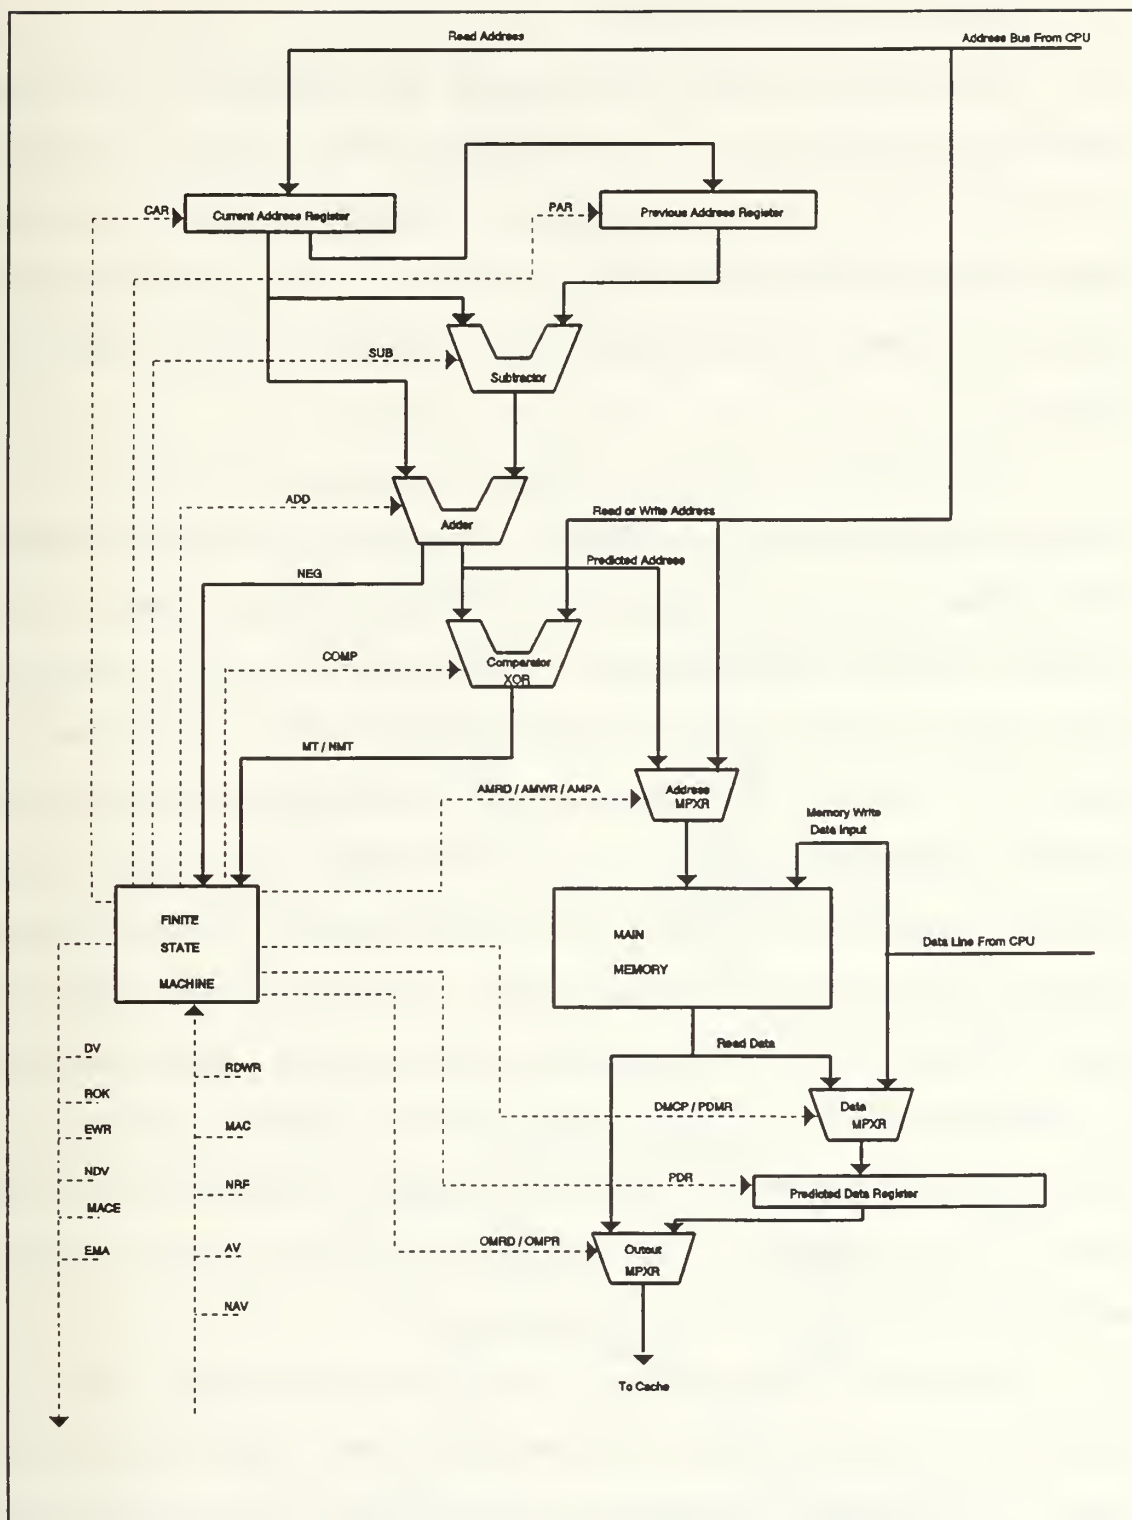 Read Address
Address Bus From CPU
CAR
Current Address Register
PAR
Previous Address Register
SUB
Subtractor
ADD
Adder
Read or Write Address
NEG
Predicted Address
COMP
Comparator
XOR
MT / NMT
AMRD / AMWR / AMPA
Address
MPXR
Memory Write
Data Input
FINITE
STATE
MACHINE
MAIN
MEMORY
Data Line From CPU
DV
ROK
EWR
NDV
MACE
EMA
RDWR
MAC
NRF
AV
NAV
Read Data
DMCP / PDMR
Data
MPXR
PDR
Predicted Data Register
OMRD / OMPR
Output
MPXR
To Cache